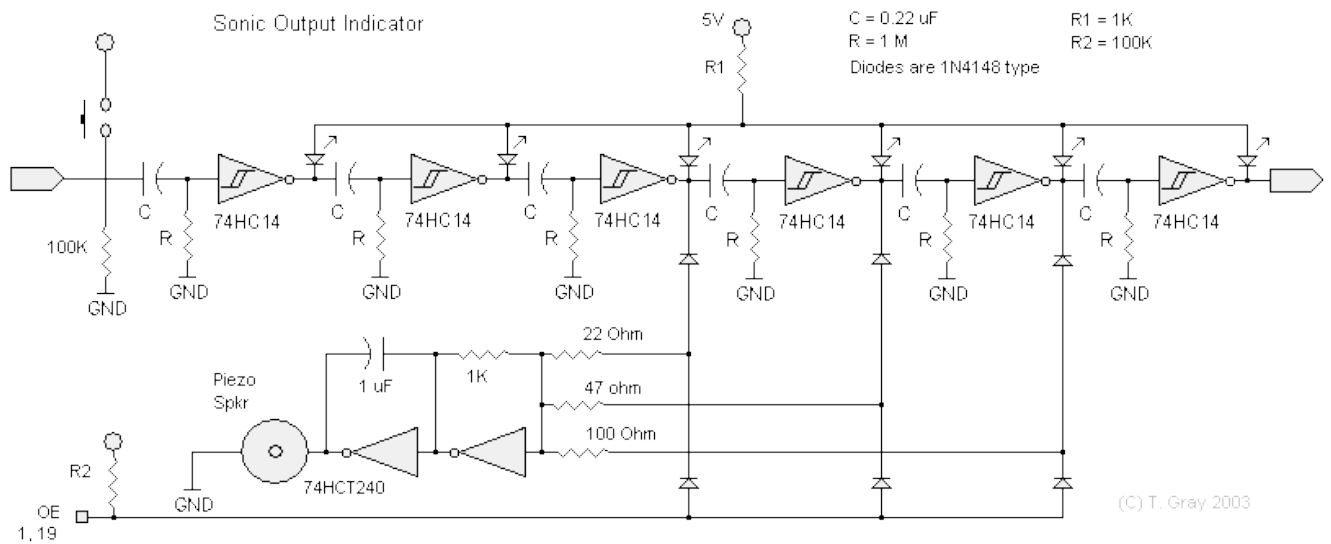 Sonic Output Indicator
5V
C = 0.22 uF
R = 1 M
Diodes are 1N4148 type
R1 = 1K
R2 = 100K
R1
C
C
C
C
C
C
74HC14
74HC14
74HC14
74HC14
74HC14
74HC14
100K
R
R
R
R
R
R
GND
GND
GND
GND
GND
GND
GND
22 Ohm
1 uF
1K
47 ohm
100 Ohm
Piezo
Spkr
R2
GND
74HCT240
OE
1, 19
(C) T. Gray 2003